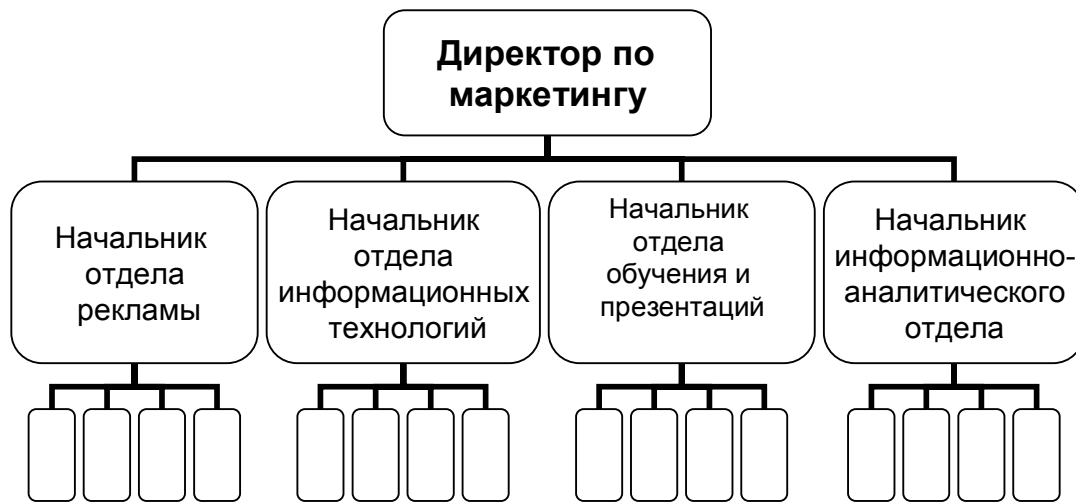 Директор по
маркетингу
Начальник
отдела
рекламы
Начальник
отдела
информационных
технологий
Начальник
отдела
обучения и
презентаций
Начальник
информационно-
аналитического
отдела